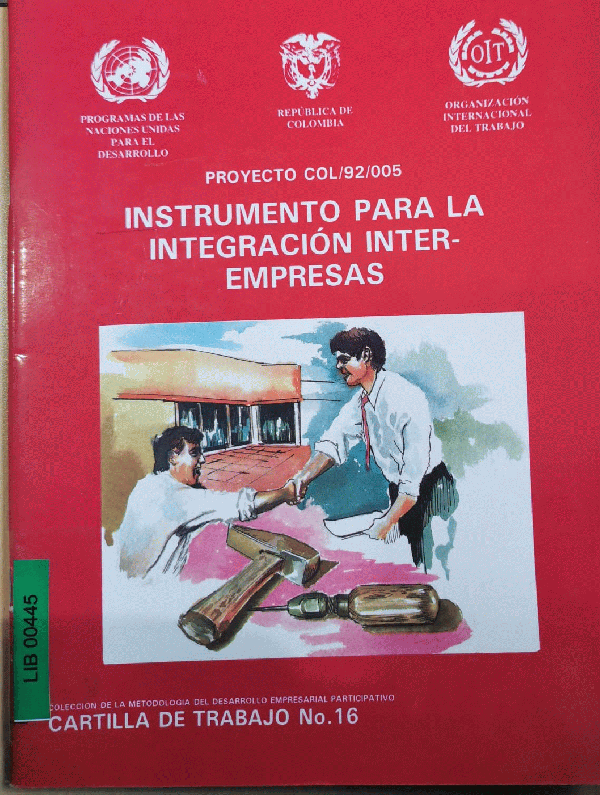 PROGRAMAS DE LAS
NACIONES UNIDAS
PARA EL
DESARROLLO
REPÚBLICA DE
COLOMBIA
OIT
ORGANIZACIÓN
INTERNACIONAL
DEL TRABAJO
PROYECTO COL/92/005
INSTRUMENTO PARA LA
INTEGRACIÓN INTER-
EMPRESAS
LIB 00445
COLECCION DE LA METODOLOGIA DEL DESARROLLO EMPRESARIAL PARTICIPATIVO
CARTILLA DE TRABAJO No.16